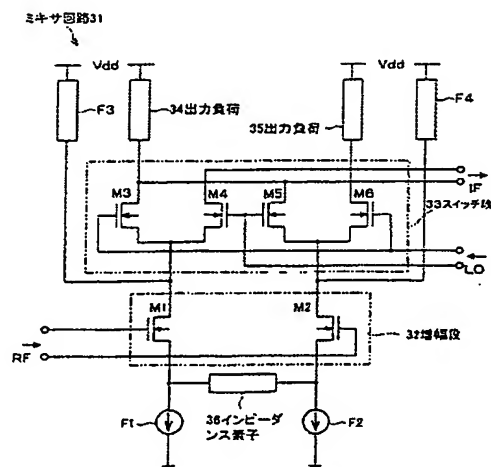 ミキサ回路31
Vdd
Vdd
F3
34出力負荷
35出力負荷
F4
IF
M3
M4
M5
M6
33スイッチ段
LO
M1
M2
32増幅段
RF
36インピーダンス素子
F1
F2